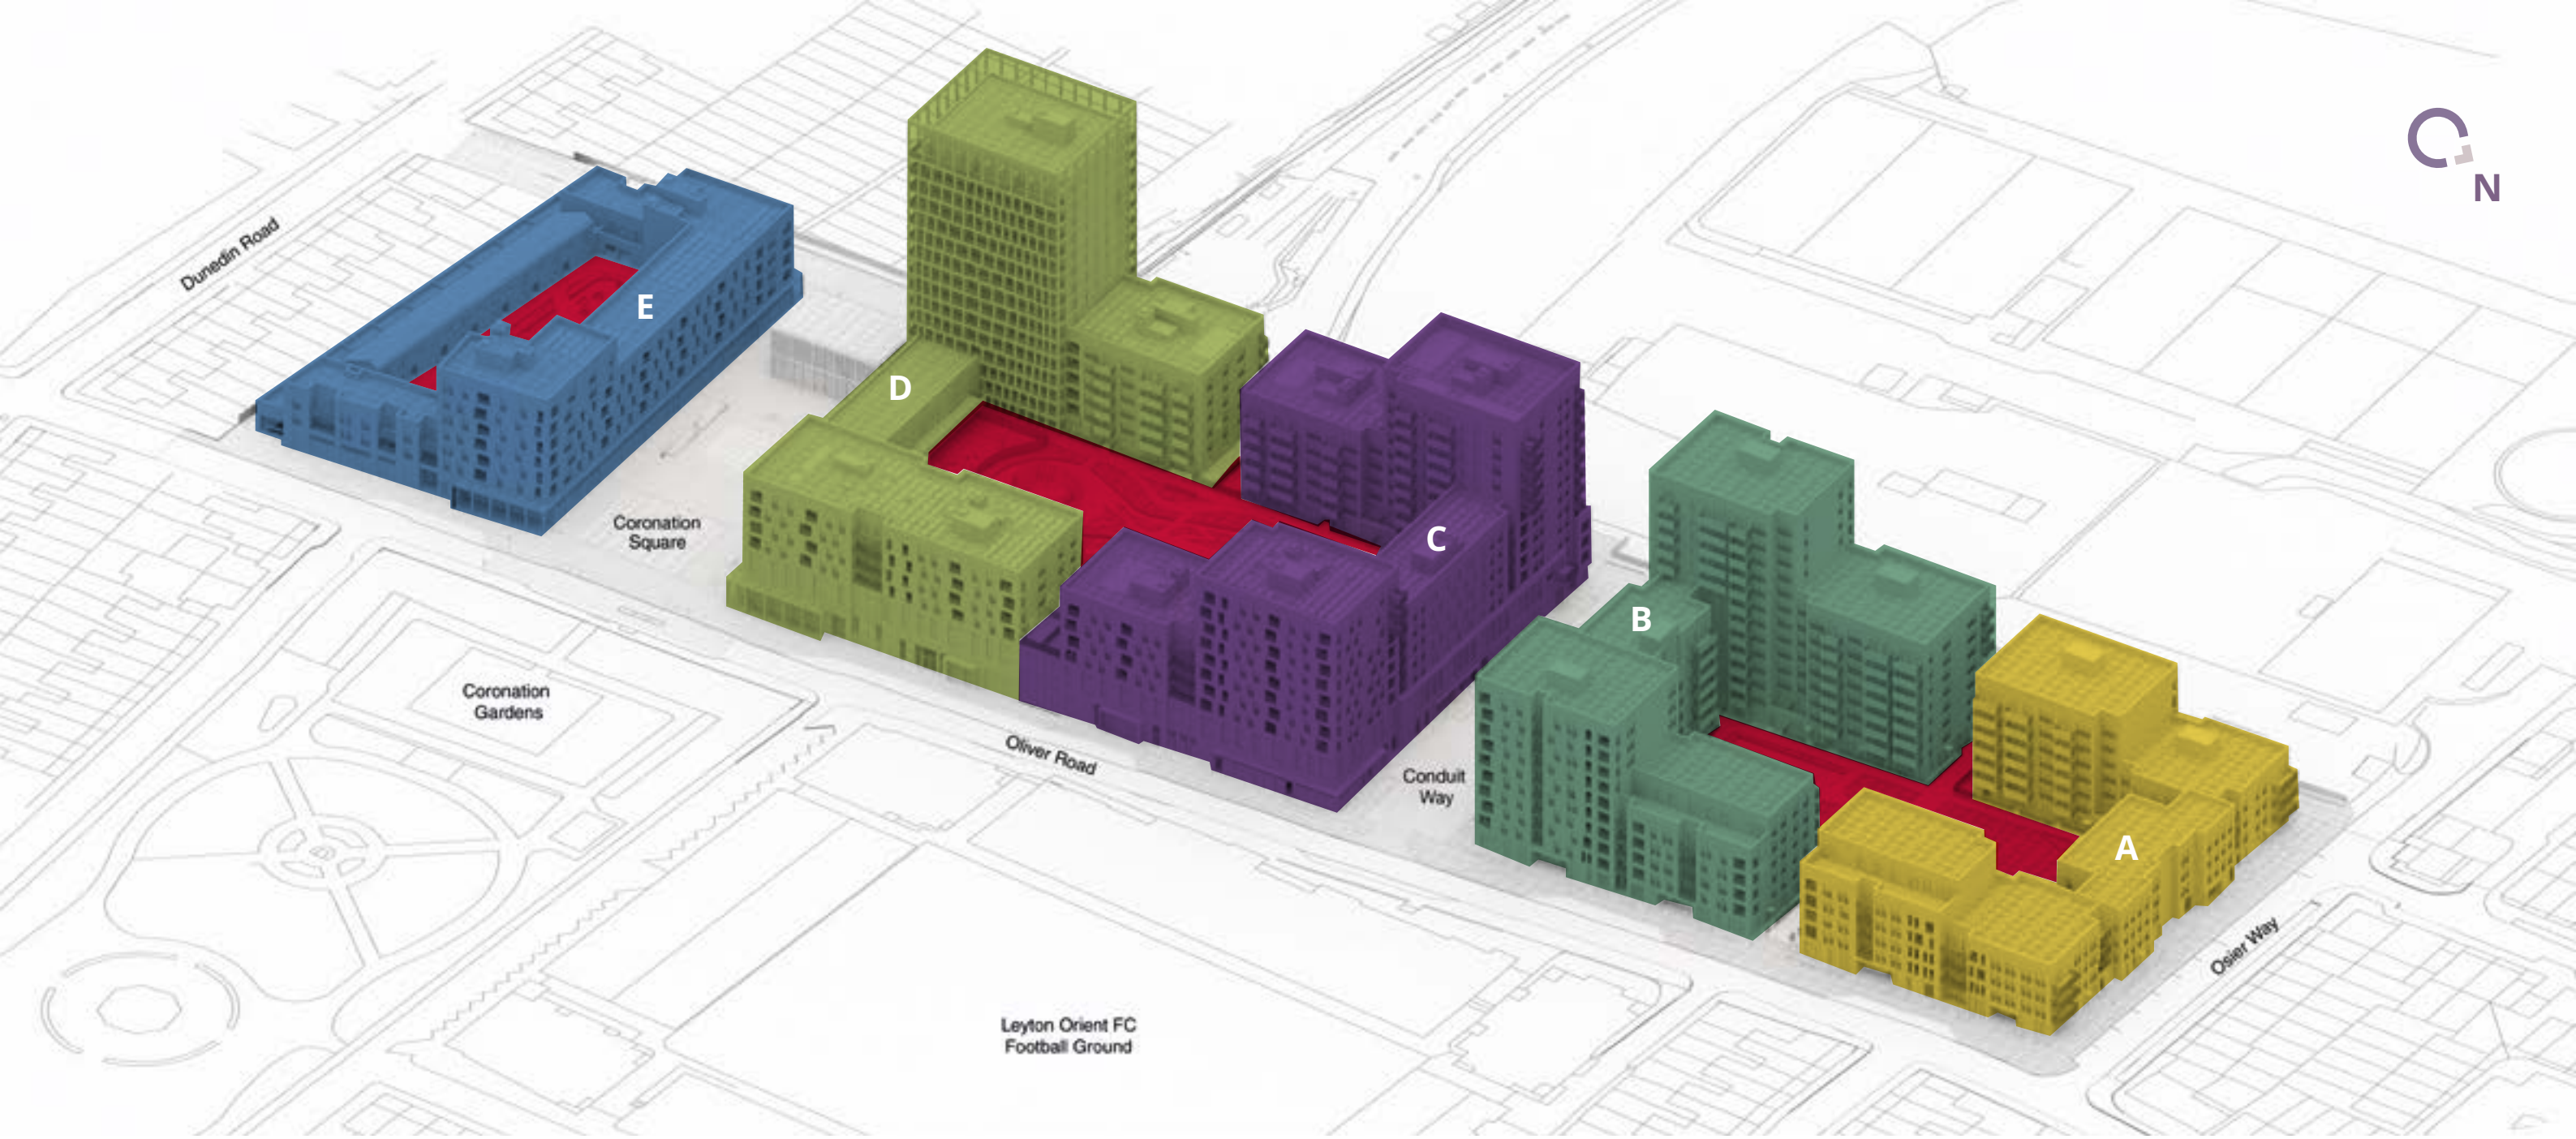 N
Dunedin Road
E
D
C
B
A
Coronation
Square
Coronation
Gardens
Oliver Road
Conduit
Way
Osier Way
Leyton Orient FC
Football Ground